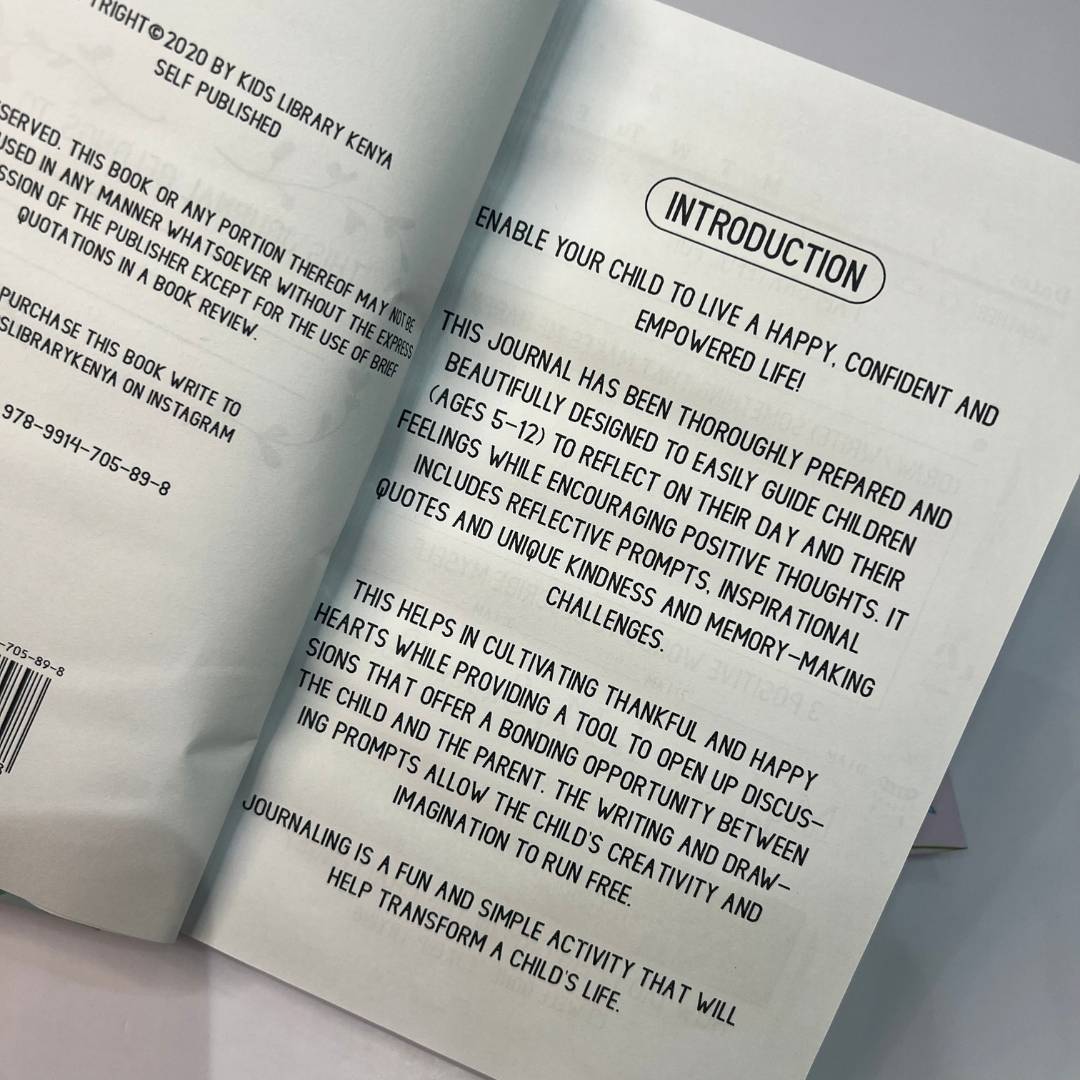 TRIGHT©2020 BY KIDS LIBRARY KENYA
SELF PUBLISHED
SERVED. THIS BOOK OR ANY PORTION THEREOF MAY NOT BE
USED IN ANY MANNER WHATSOEVER WITHOUT THE EXPRESS
SSION OF THE PUBLISHER EXCEPT FOR THE USE OF BRIEF
QUOTATIONS IN A BOOK REVIEW.
PURCHASE THIS BOOK WRITE TO
SLIBRARYKENYA ON INSTAGRAM
978-9914-705-89-8
-705-89-8
INTRODUCTION
ENABLE YOUR CHILD TO LIVE A HAPPY, CONFIDENT AND
EMPOWERED LIFE!
THIS JOURNAL HAS BEEN THOROUGHLY PREPARED AND
BEAUTIFULLY DESIGNED TO EASILY GUIDE CHILDREN
(AGES 5-12) TO REFLECT ON THEIR DAY AND THEIR
FEELINGS WHILE ENCOURAGING POSITIVE THOUGHTS. IT
INCLUDES REFLECTIVE PROMPTS, INSPIRATIONAL
QUOTES AND UNIQUE KINDNESS AND MEMORY-MAKING
CHALLENGES.
THIS HELPS IN CULTIVATING THANKFUL AND HAPPY
HEARTS WHILE PROVIDING A TOOL TO OPEN UP DISCUS-
SIONS THAT OFFER A BONDING OPPORTUNITY BETWEEN
THE CHILD AND THE PARENT. THE WRITING AND DRAW-
ING PROMPTS ALLOW THE CHILD'S CREATIVITY AND
IMAGINATION TO RUN FREE.
JOURNALING IS A FUN AND SIMPLE ACTIVITY THAT WILL
HELP TRANSFORM A CHILD'S LIFE.